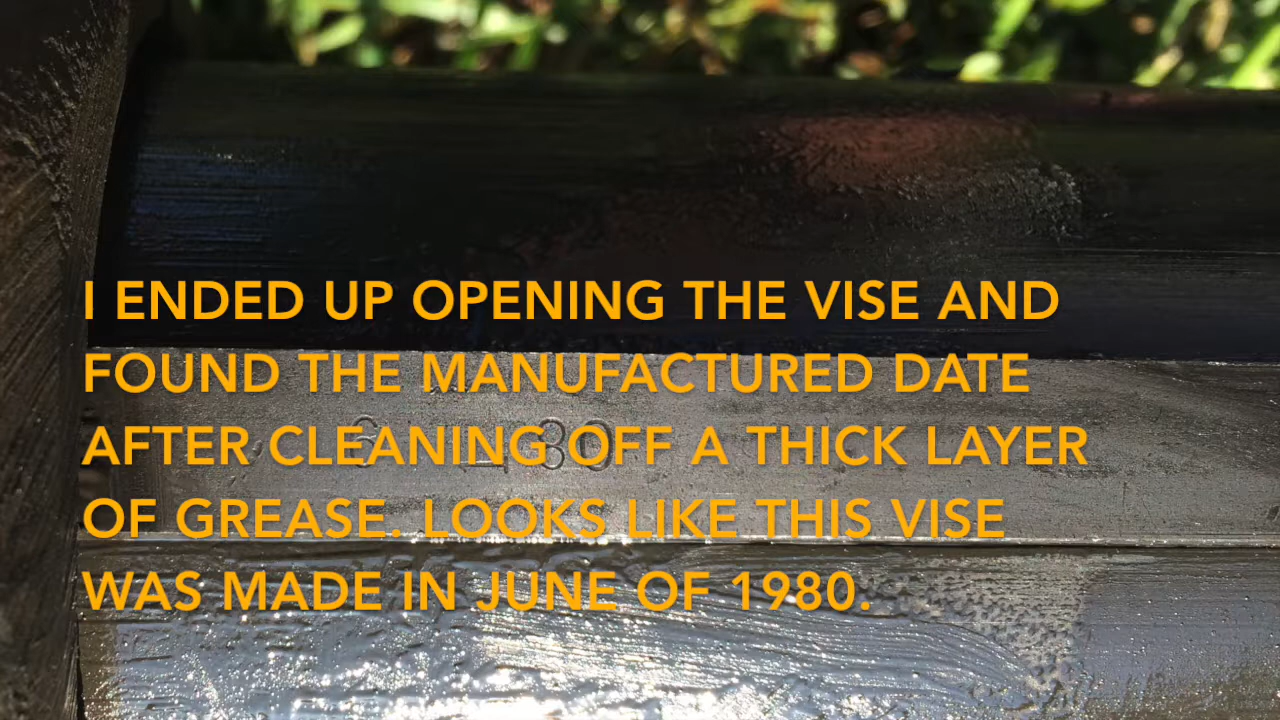 I ENDED UP OPENING THE VISE AND
FOUND THE MANUFACTURED DATE
AFTER CLEANING OFF A THICK LAYER
OF GREASE. LOOKS LIKE THIS VISE
WAS MADE IN JUNE OF 1980.